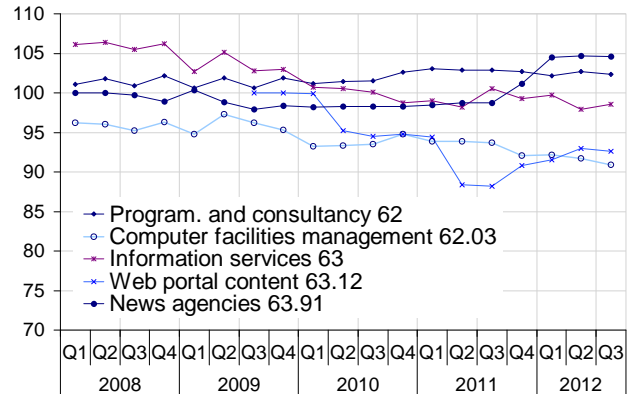 110
105
100
95
90
85
80
75
70
Program. and consultancy 62
Computer facilities management 62.03
Information services 63
Web portal content 63.12
News agencies 63.91
Q1 Q2 Q3 Q4 Q1 Q2 Q3 Q4 Q1 Q2 Q3 Q4 Q1 Q2 Q3 Q4 Q1 Q2 Q3
2008 2009 2010 2011 2012